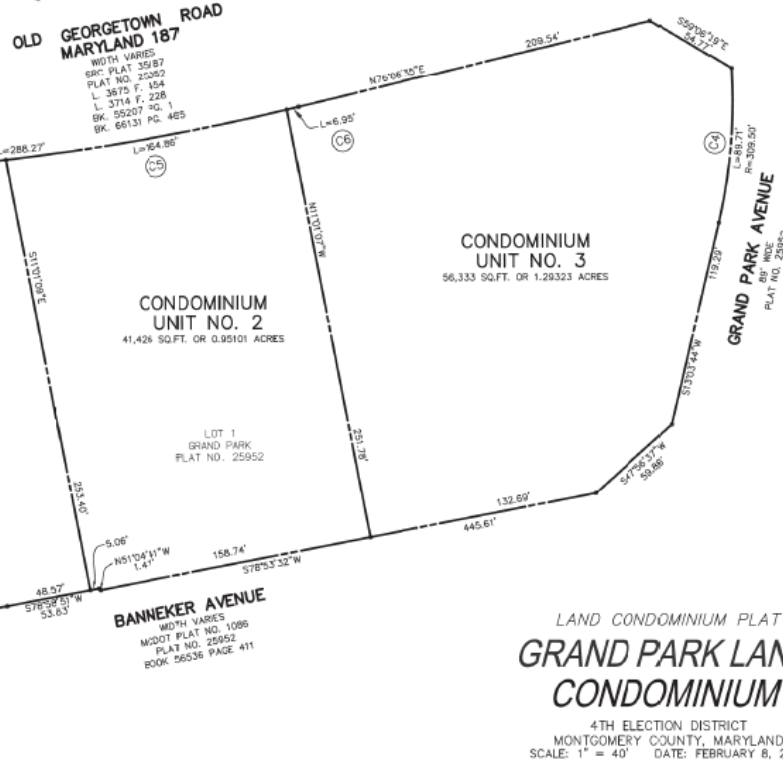 OLD GEORGETOWN ROAD
MARYLAND 187
WIDTH VARIES
SRC PLAT 35/87
PLAT NO. 25952
L. 3675 F. 454
L. 3714 F. 228
BK. 55207 PG. 1
BK. 66131 PG. 465
L=288.27'
L=164.86'
C5
L=6.95'
C6
N76°06'35"E
209.54'
S59°06'19"E
54.77'
C4
L=89.71'
R=309.50'
GRAND PARK AVENUE
89' WIDE
PLAT NO. 25952
119.29'
S13°03'44"W
S47°56'37"W
59.88'
S11°01'09"E
253.40'
N11°10'07"W
251.78'
CONDOMINIUM
UNIT NO. 3
56,333 SQ.FT. OR 1.29323 ACRES
CONDOMINIUM
UNIT NO. 2
41,426 SQ.FT. OR 0.95101 ACRES
LOT 1
GRAND PARK
PLAT NO. 25952
132.69'
445.61'
5.06'
N51°04'11"W
1.41'
158.74'
S78°53'32"W
48.57'
S78°58'51"W
53.63'
BANNEKER AVENUE
WIDTH VARIES
MCDOT PLAT NO. 1086
PLAT NO. 25952
BOOK 56536 PAGE 411
LAND CONDOMINIUM PLAT
GRAND PARK LAN
CONDOMINIUM
4TH ELECTION DISTRICT
MONTGOMERY COUNTY, MARYLAND
SCALE: 1" = 40' DATE: FEBRUARY 8, 2